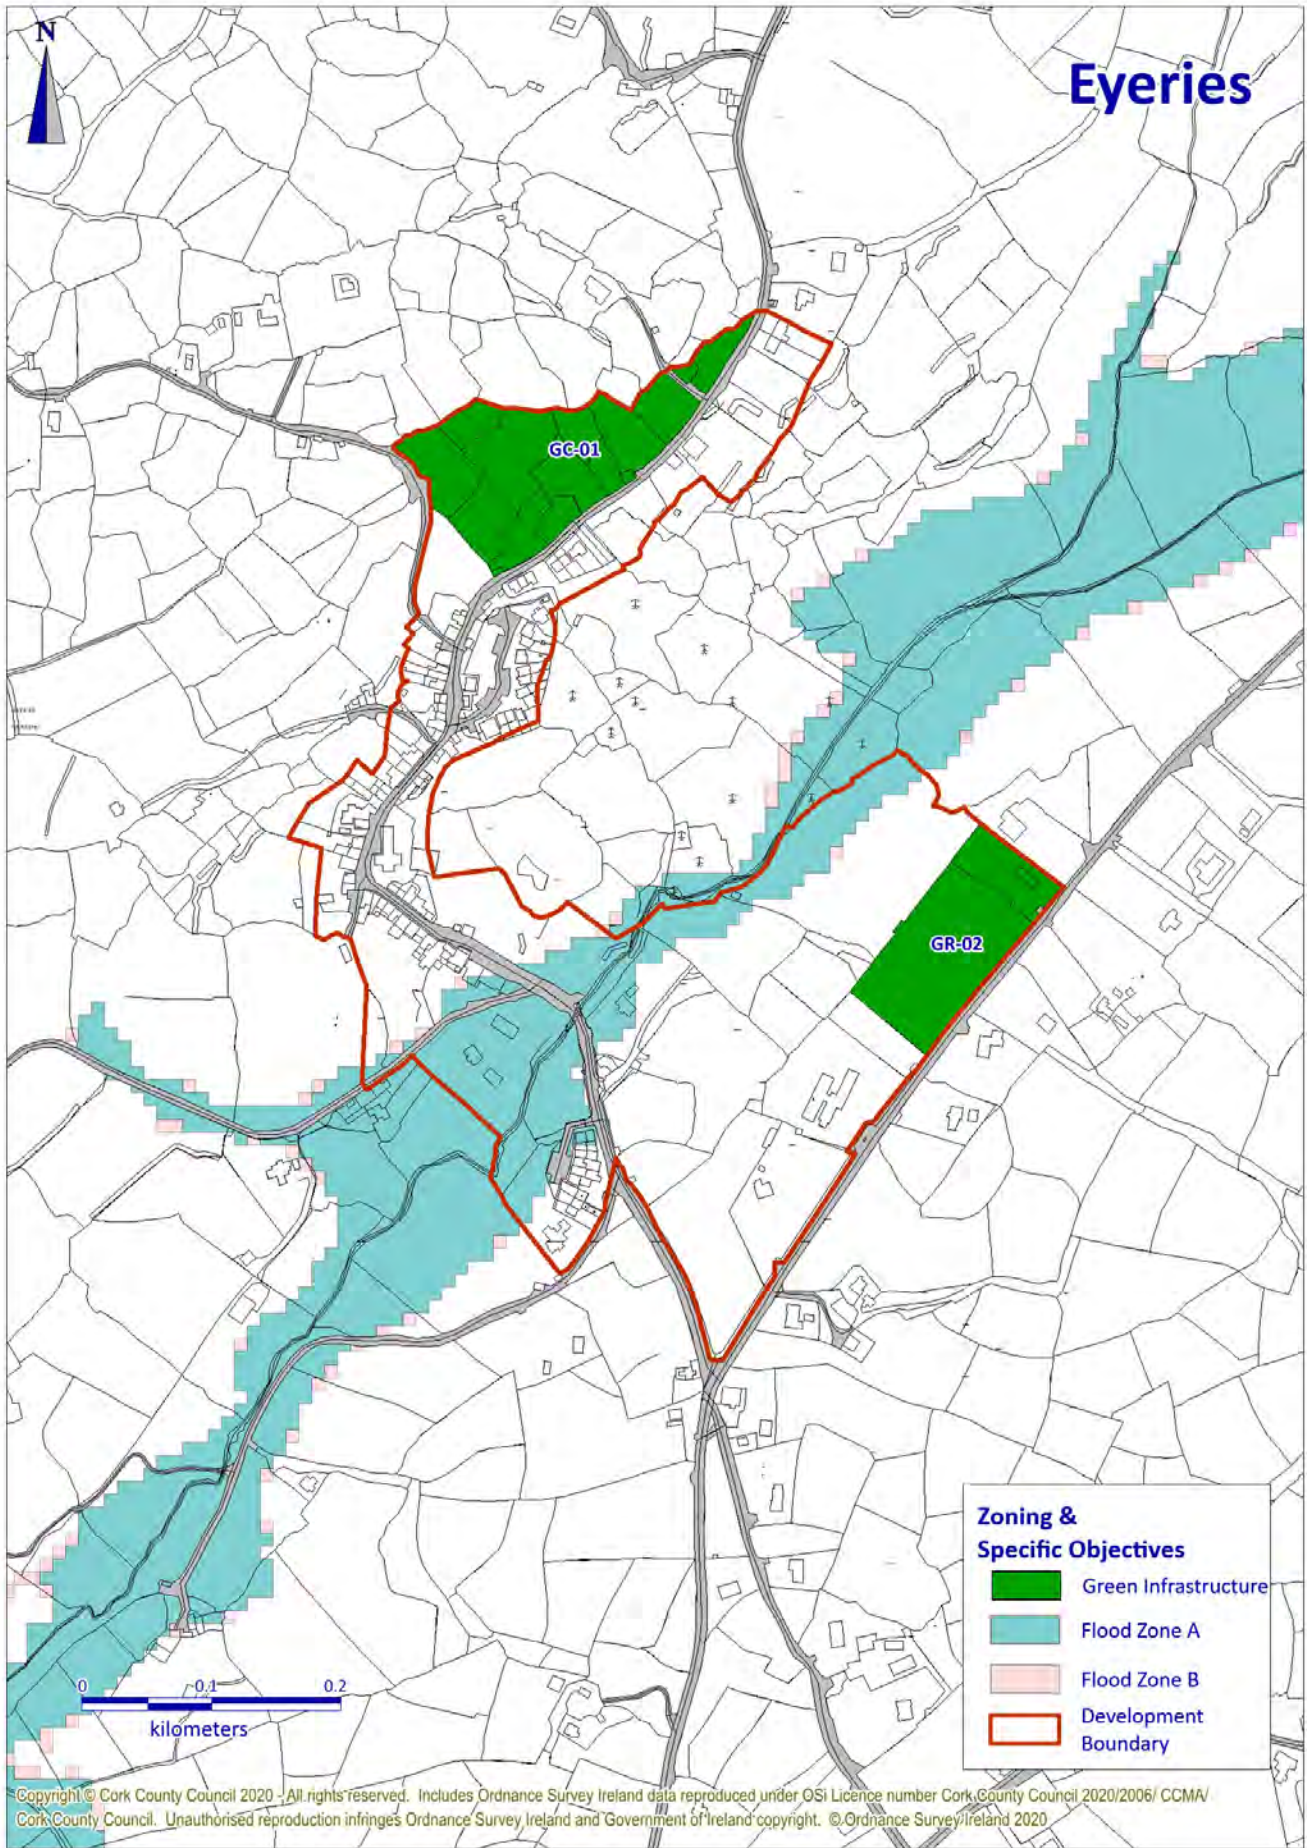 N
Eyeries
GC-01
GR-02
Zoning &
Specific Objectives
Green Infrastructure
Flood Zone A
Flood Zone B
Development
Boundary
0 0.1 0.2
kilometers
Copyright © Cork County Council 2020 - All rights reserved. Includes Ordnance Survey Ireland data reproduced under OSi Licence number Cork County Council 2020/2006/ CCMA/
Cork County Council. Unauthorised reproduction infringes Ordnance Survey Ireland and Government of Ireland copyright. © Ordnance Survey Ireland 2020